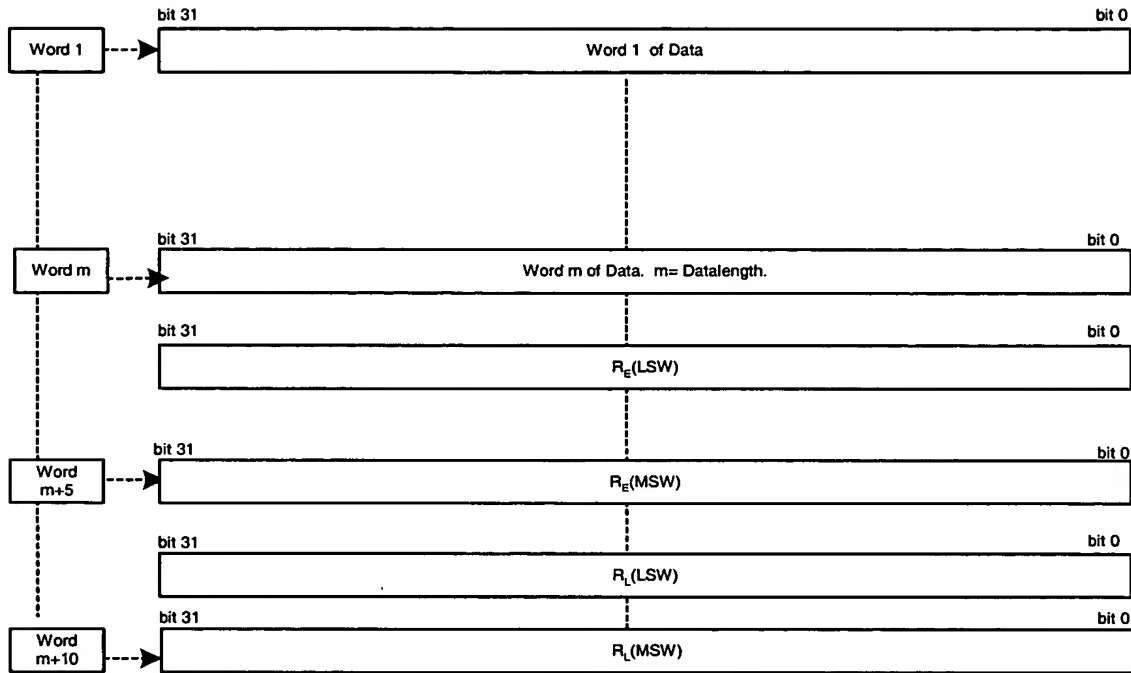 bit 31 bit 0
Word 1 Word 1 of Data
bit 31 bit 0
Word m Word m of Data. m= Datalength.
bit 31 bit 0
R_E(LSW)
bit 31 bit 0
Word
m+5
R_E(MSW)
bit 31 bit 0
R_L(LSW)
bit 31 bit 0
Word
m+10
R_L(MSW)